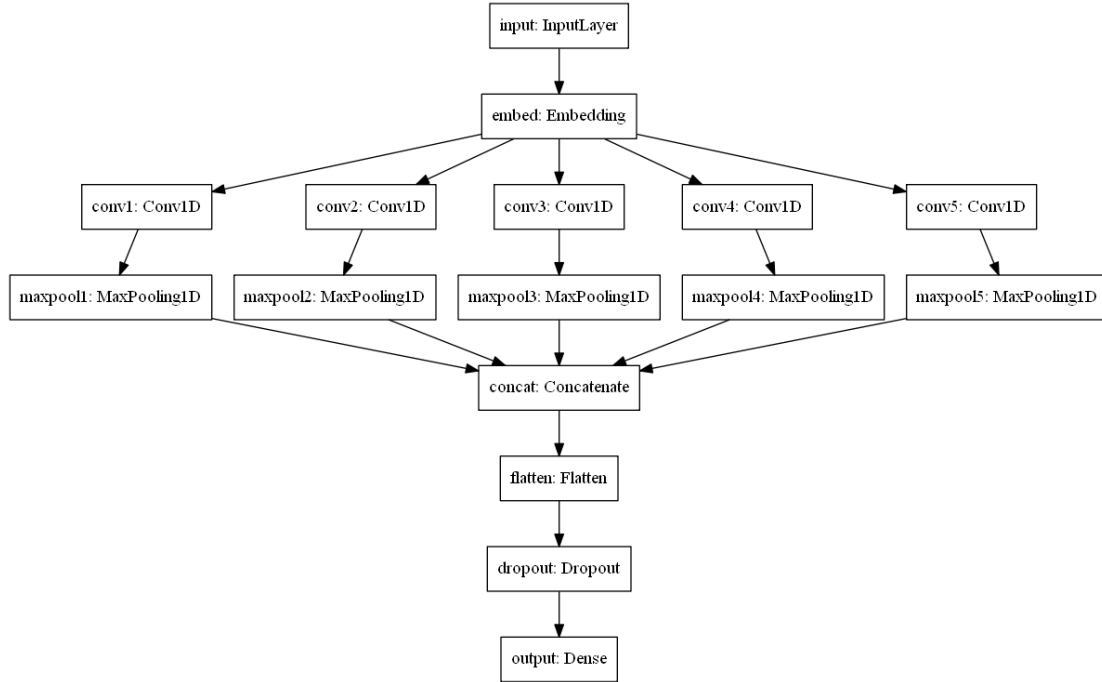 input: InputLayer
embed: Embedding
conv1: Conv1D
conv2: Conv1D
conv3: Conv1D
conv4: Conv1D
conv5: Conv1D
maxpool1: MaxPooling1D
maxpool2: MaxPooling1D
maxpool3: MaxPooling1D
maxpool4: MaxPooling1D
maxpool5: MaxPooling1D
concat: Concatenate
flatten: Flatten
dropout: Dropout
output: Dense